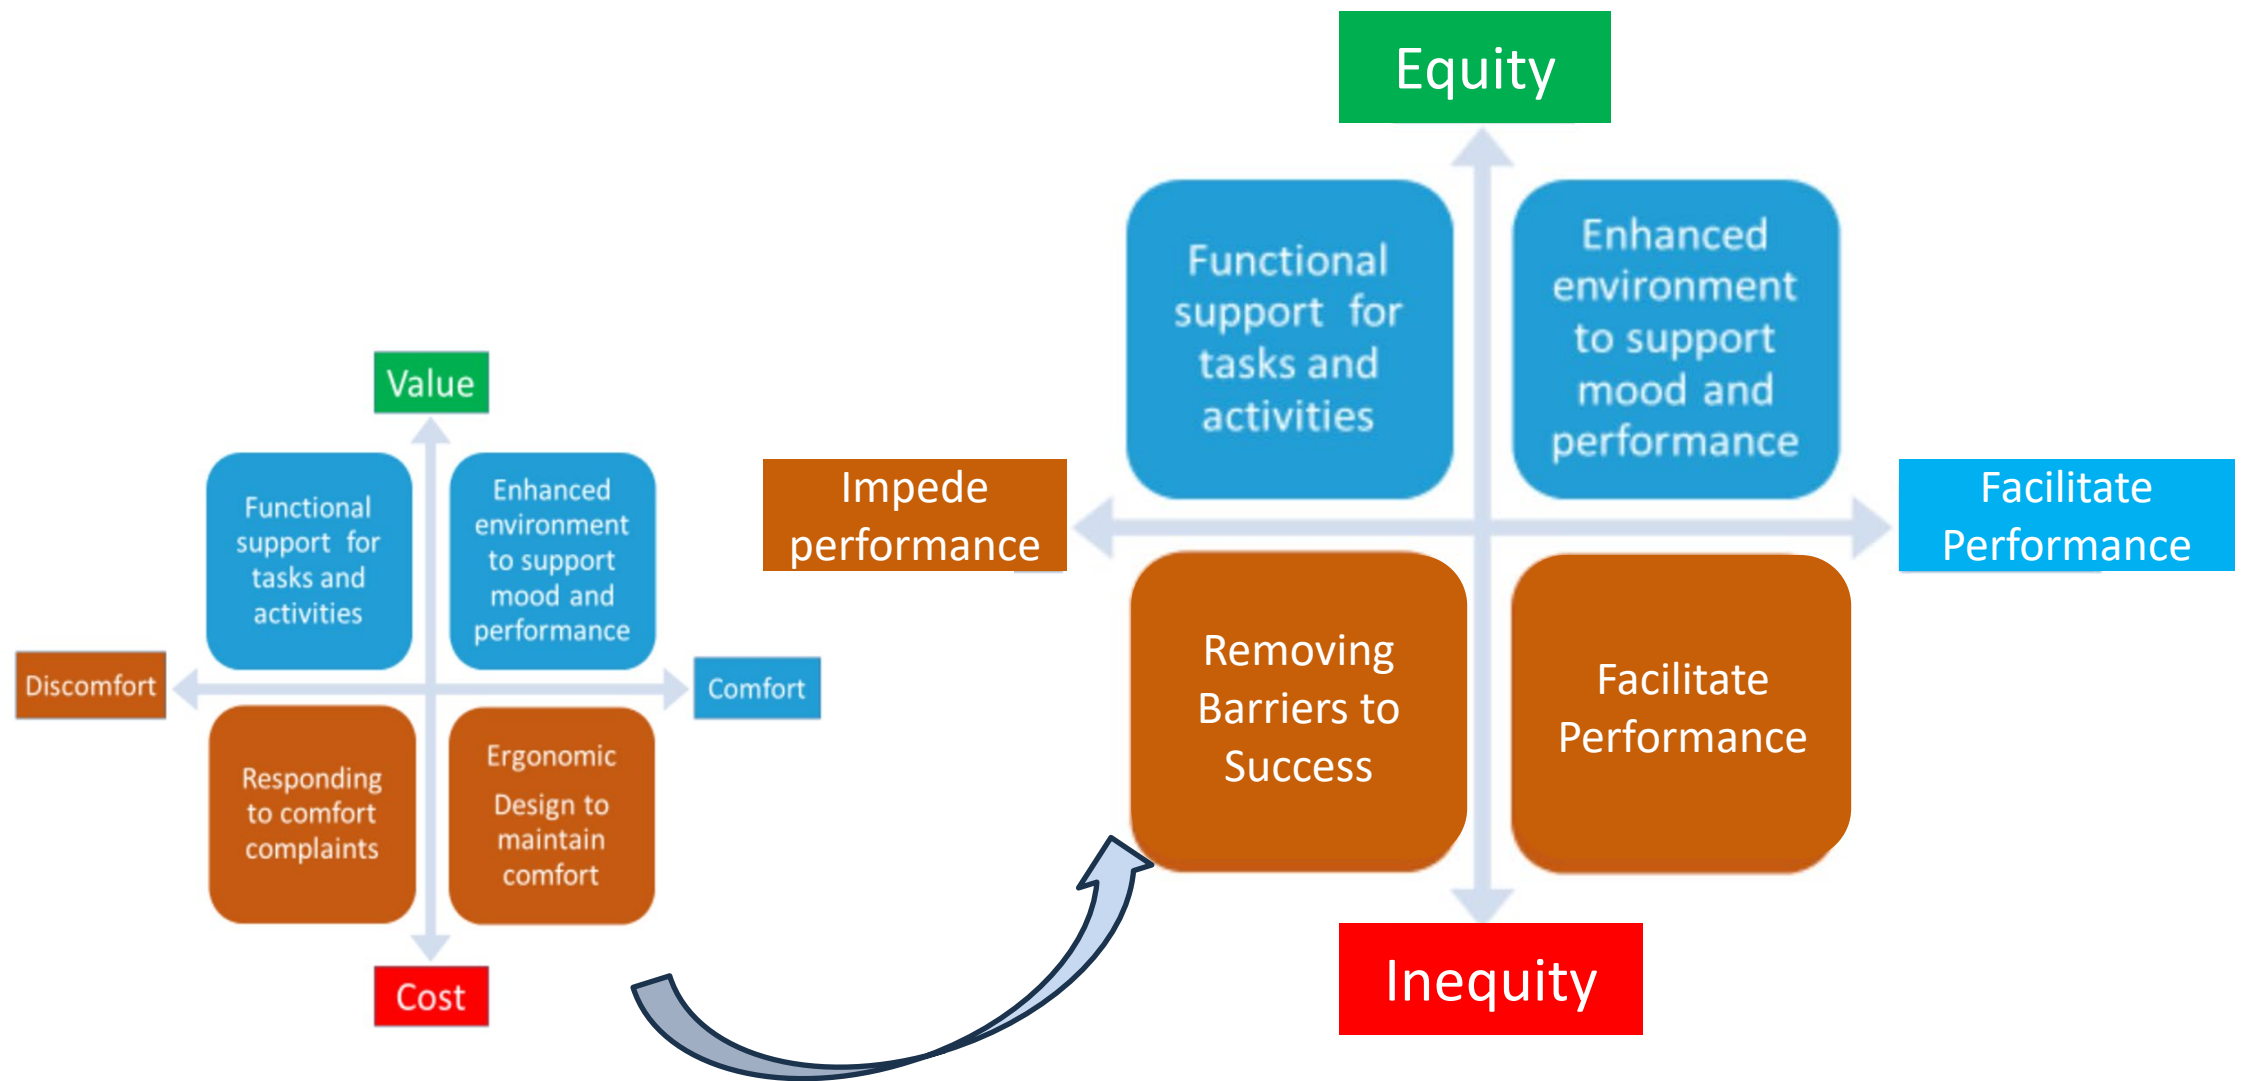 Value
Functional
support for
tasks and
activities
Enhanced
environment
to support
mood and
performance
Discomfort
Comfort
Responding
to comfort
complaints
Ergonomic
Design to
maintain
comfort
Cost
Equity
Functional
support for
tasks and
activities
Enhanced
environment
to support
mood and
performance
Impede
performance
Facilitate
Performance
Removing
Barriers to
Success
Facilitate
Performance
Inequity